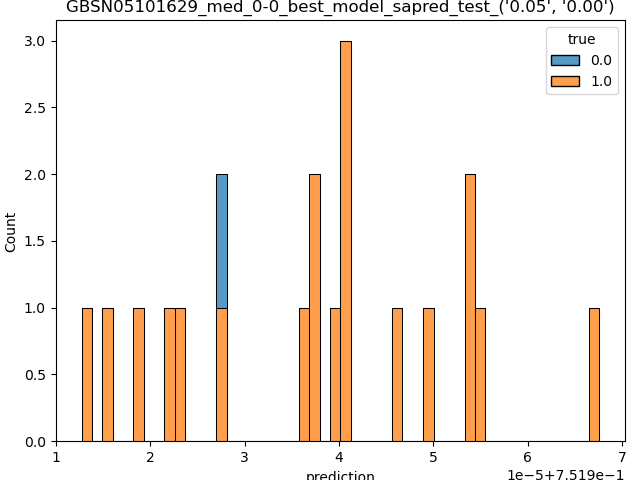 GBSN05101629_med_0-0_best_model_sapred_test_('0.05', '0.00')
3.0
2.5
2.0
1.5
1.0
0.5
0.0
Count
true
0.0
1.0
1 2 3 4 5 6 7
prediction
1e−5+7.519e−1